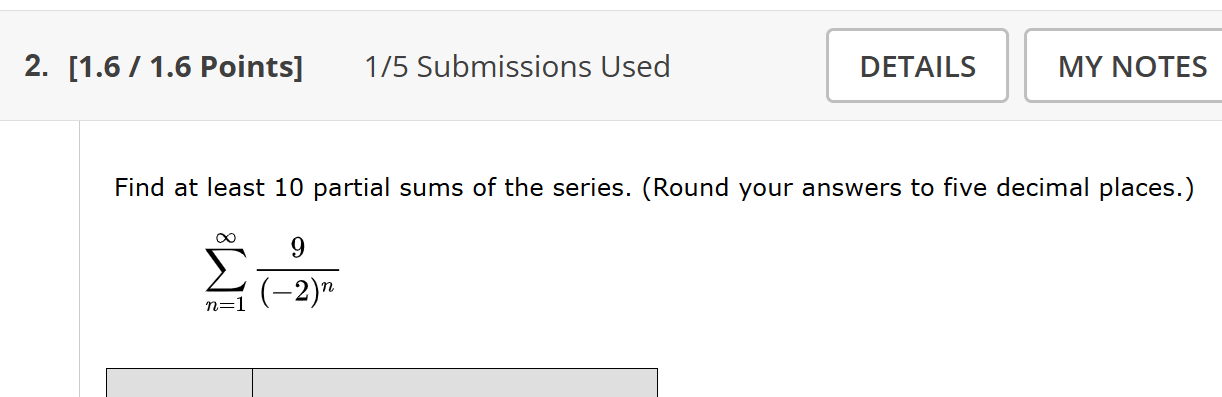 2. [1.6 / 1.6 Points] 1/5 Submissions Used DETAILS MY NOTES
Find at least 10 partial sums of the series. (Round your answers to five decimal places.)
∞
∑ 9
(−2)ⁿ
n=1